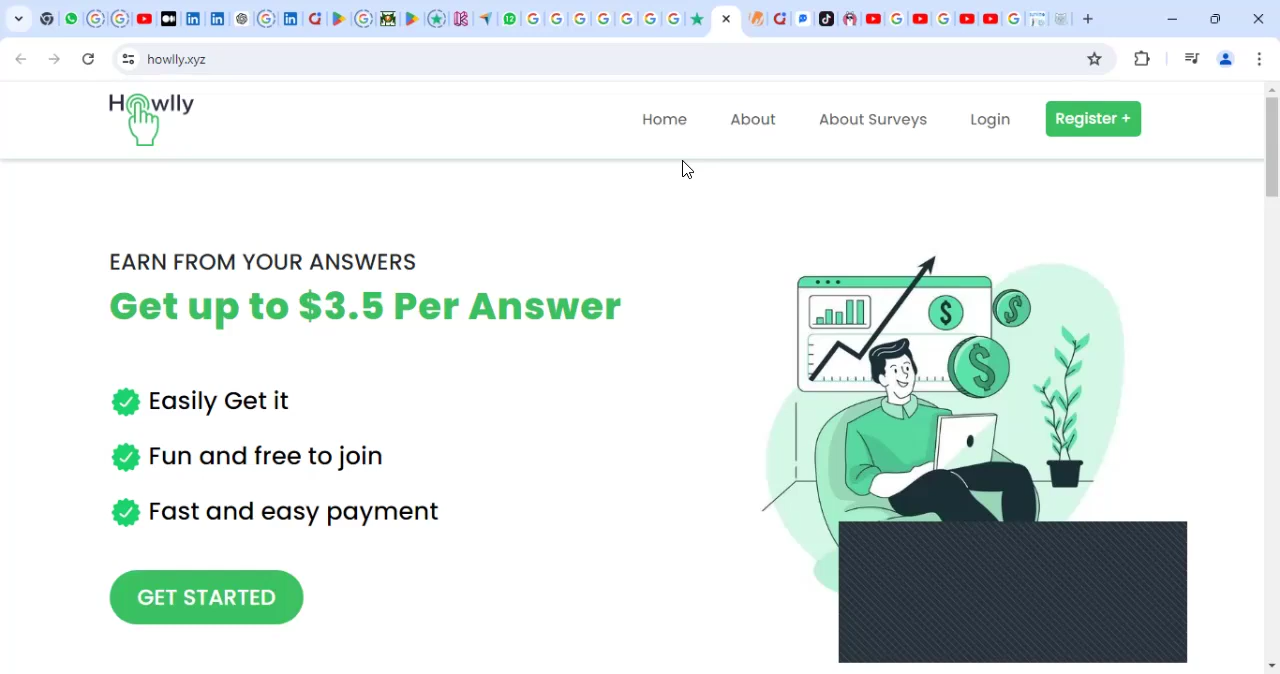 howlly.xyz
Howlly
Home
About
About Surveys
Login
Register +
EARN FROM YOUR ANSWERS
Get up to $3.5 Per Answer
Easily Get it
Fun and free to join
Fast and easy payment
GET STARTED